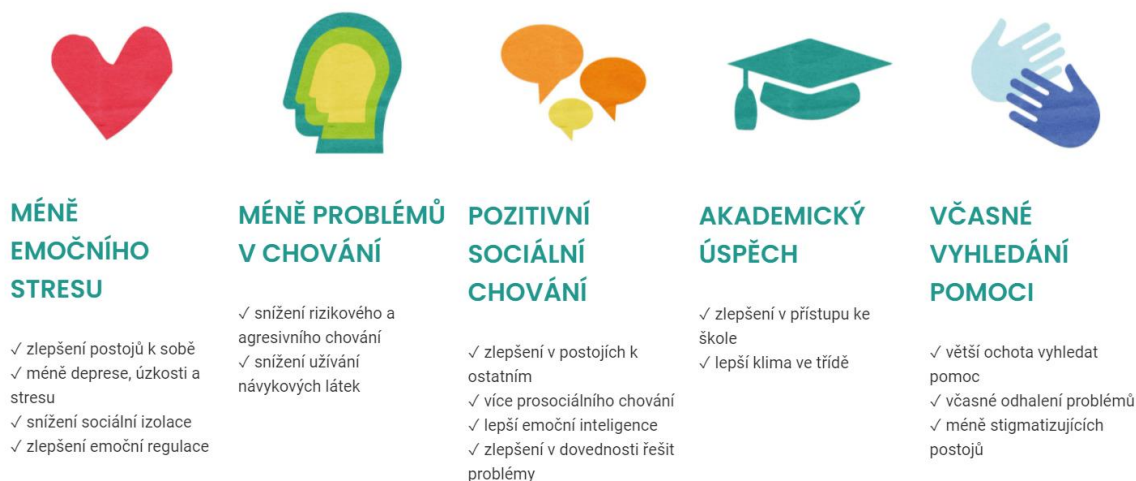 MÉNĚ
EMOČNÍHO
STRESU
✓ zlepšení postojů k sobě
✓ méně deprese, úzkosti a
stresu
✓ snížení sociální izolace
✓ zlepšení emoční regulace
MÉNĚ PROBLÉMŮ
V CHOVÁNÍ
✓ snížení rizikového a
agresivního chování
✓ snížení užívání
návykových látek
POZITIVNÍ
SOCIÁLNÍ
CHOVÁNÍ
✓ zlepšení v postojích k
ostatním
✓ více prosociálního chování
✓ lepší emoční inteligence
✓ zlepšení v dovednosti řešit
problémy
AKADEMICKÝ
ÚSPĚCH
✓ zlepšení v přístupu ke
škole
✓ lepší klima ve třídě
VČASNÉ
VYHLEDÁNÍ
POMOCI
✓ větší ochota vyhledat
pomoc
✓ včasné odhalení problémů
✓ méně stigmatizujících
postojů